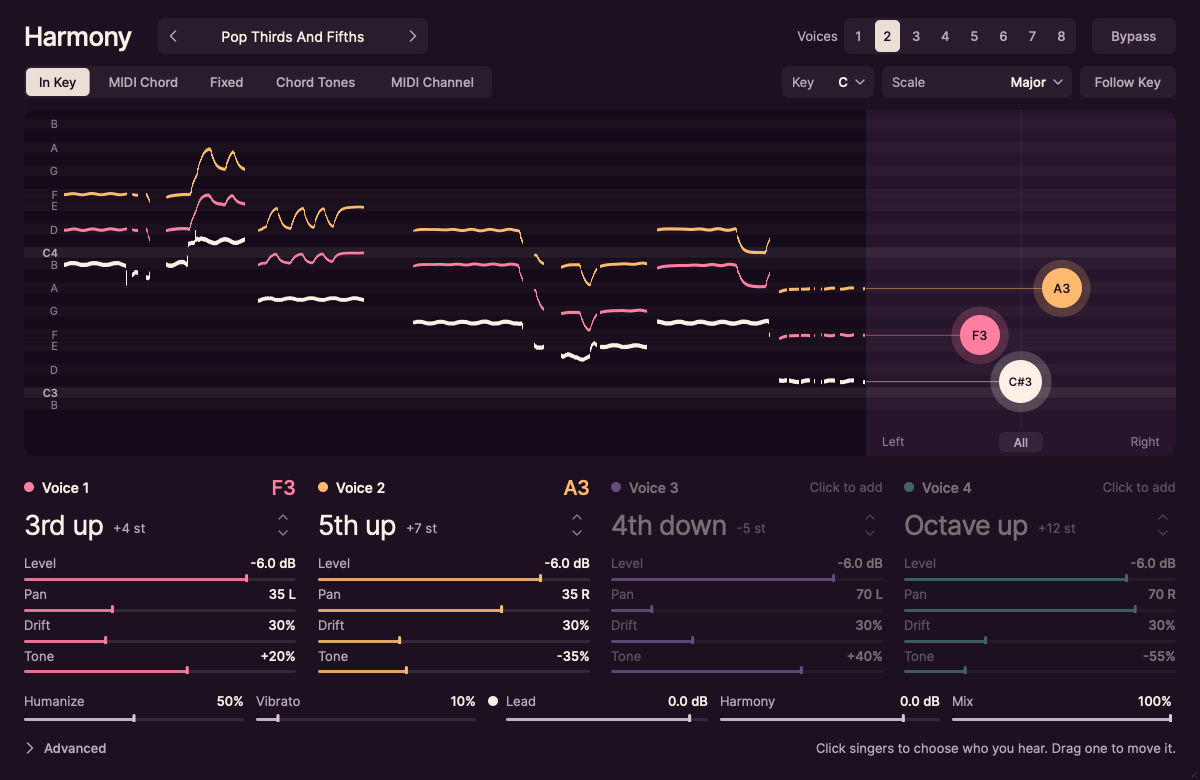 Harmony
Pop Thirds And Fifths
Voices 1 2 3 4 5 6 7 8 Bypass
In Key MIDI Chord Fixed Chord Tones MIDI Channel
Key C Scale Major Follow Key
B
A
G
F
E
D
C4
B
A
G
F
E
D
C3
B
A3
F3
C#3
Left All Right
Voice 1 F3
3rd up +4 st
Level -6.0 dB
Pan 35 L
Drift 30%
Tone +20%
Voice 2 A3
5th up +7 st
Level -6.0 dB
Pan 35 R
Drift 30%
Tone -35%
Voice 3 Click to add
4th down -5 st
Level -6.0 dB
Pan 70 L
Drift 30%
Tone +40%
Voice 4 Click to add
Octave up +12 st
Level -6.0 dB
Pan 70 R
Drift 30%
Tone -55%
Humanize 50% Vibrato 10% Lead 0.0 dB Harmony 0.0 dB Mix 100%
Advanced
Click singers to choose who you hear. Drag one to move it.